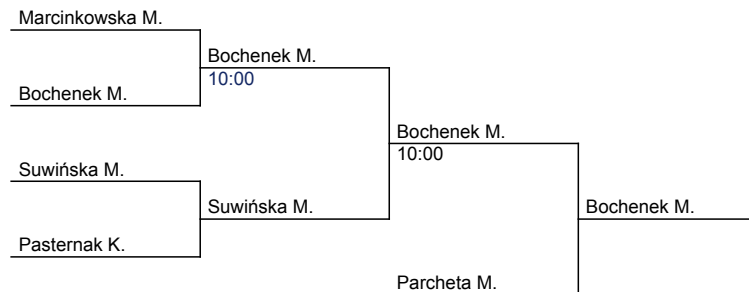 Marcinkowska M.
Bochenek M.
10:00
Bochenek M.
Bochenek M.
10:00
Suwińska M.
Suwińska M.
Bochenek M.
Pasternak K.
Parcheta M.